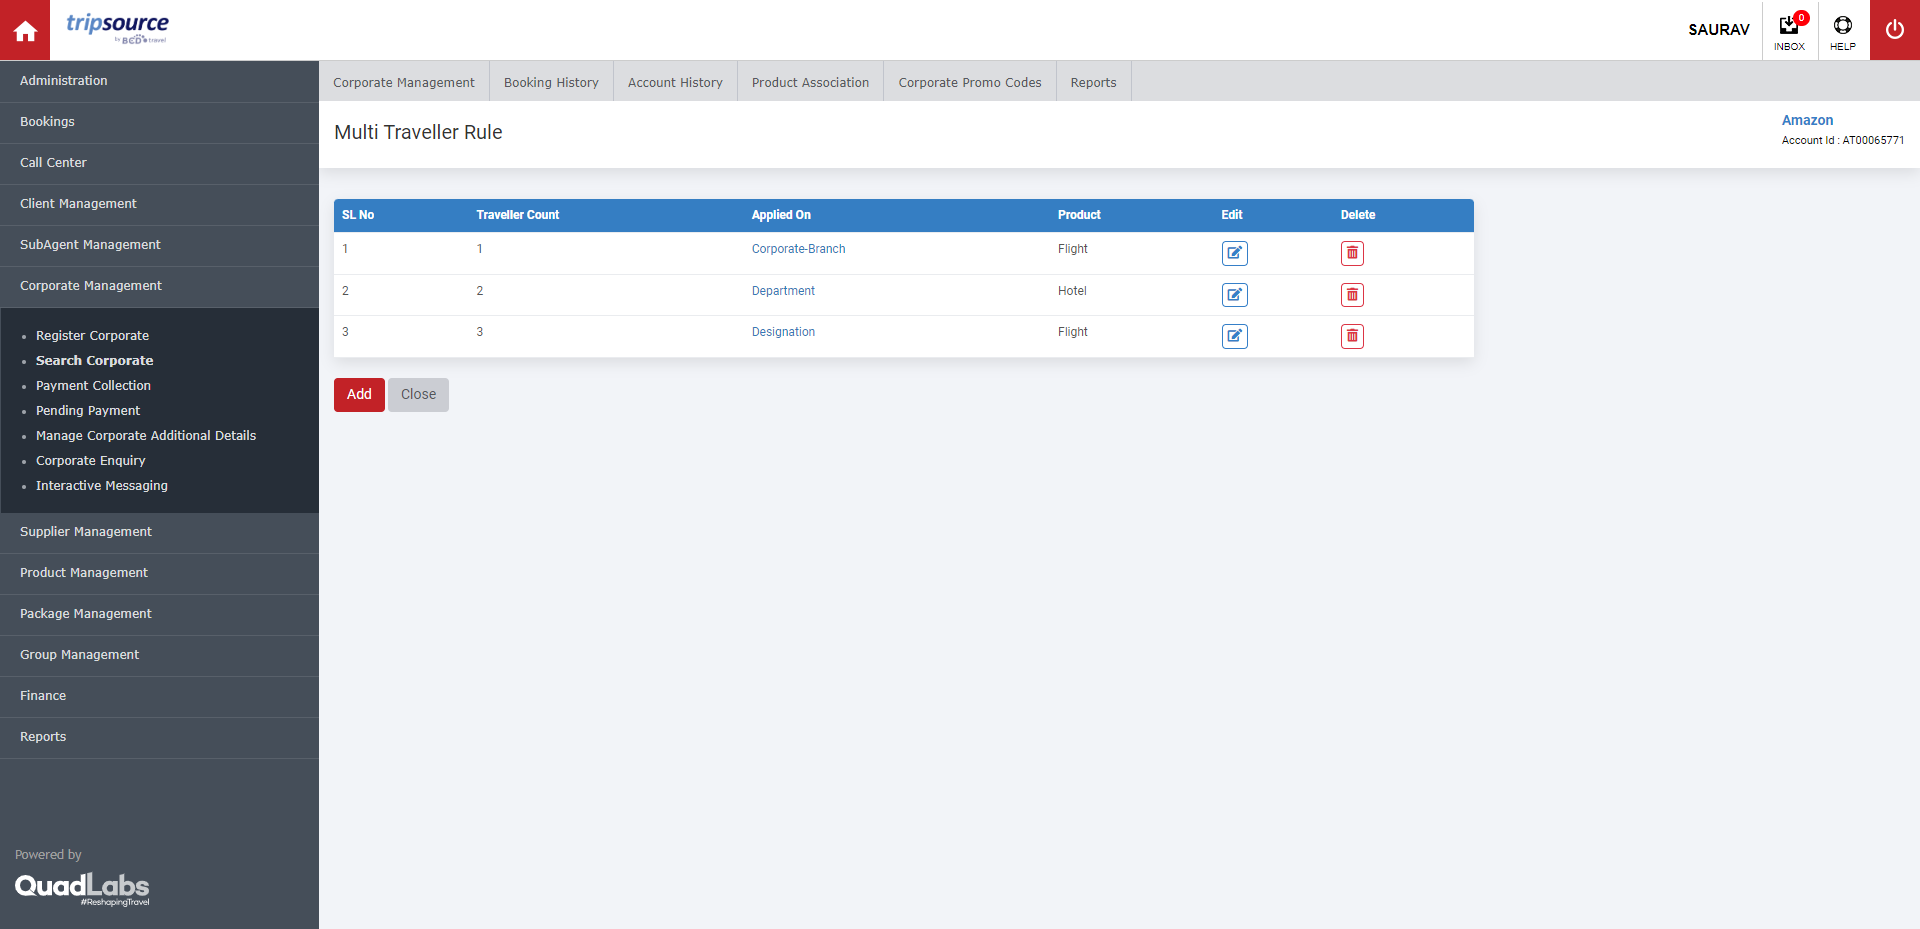 tripsource
by BCD travel
SAURAV
0
INBOX
HELP
Administration
Bookings
Call Center
Client Management
SubAgent Management
Corporate Management
Register Corporate
Search Corporate
Payment Collection
Pending Payment
Manage Corporate Additional Details
Corporate Enquiry
Interactive Messaging
Supplier Management
Product Management
Package Management
Group Management
Finance
Reports
Powered by
QuadLabs
#ReshapingTravel
Corporate Management Booking History Account History Product Association Corporate Promo Codes Reports
Multi Traveller Rule
Amazon
Account Id : AT00065771
SL No Traveller Count Applied On Product Edit Delete
1 1 Corporate-Branch Flight
2 2 Department Hotel
3 3 Designation Flight
Add Close